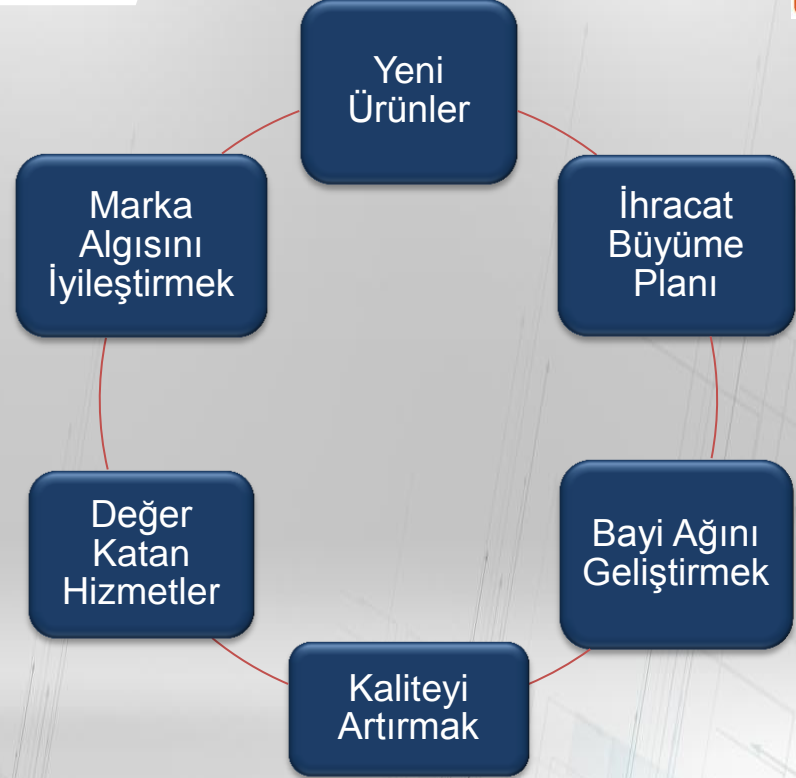 Yeni
Ürünler
İhracat
Büyüme
Planı
Bayi Ağını
Geliştirmek
Kaliteyi
Artırmak
Değer
Katan
Hizmetler
Marka
Algısını
İyileştirmek